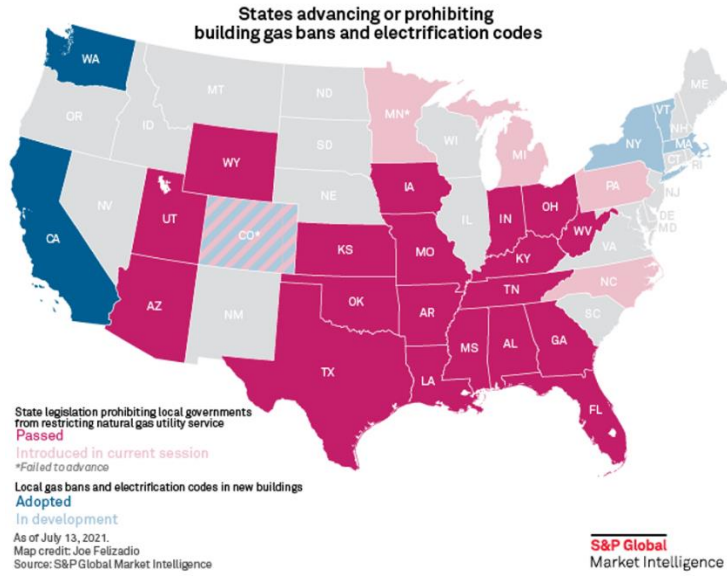 States advancing or prohibiting
building gas bans and electrification codes
WA
MT
ND
MN*
ME
OR
ID
SD
WI
VT
NH
NY
MA
CT
RI
WY
MI
IA
NE
PA
NJ
NV
UT
CO*
IL
IN
OH
DE
MD
CA
KS
MO
WV
VA
KY
AZ
NM
OK
AR
TN
NC
SC
TX
MS
AL
GA
LA
FL
State legislation prohibiting local governments
from restricting natural gas utility service
Passed
Introduced in current session
*Failed to advance
Local gas bans and electrification codes in new buildings
Adopted
In development
As of July 13, 2021.
Map credit: Joe Felizadio
Source: S&P Global Market Intelligence
S&P Global
Market Intelligence